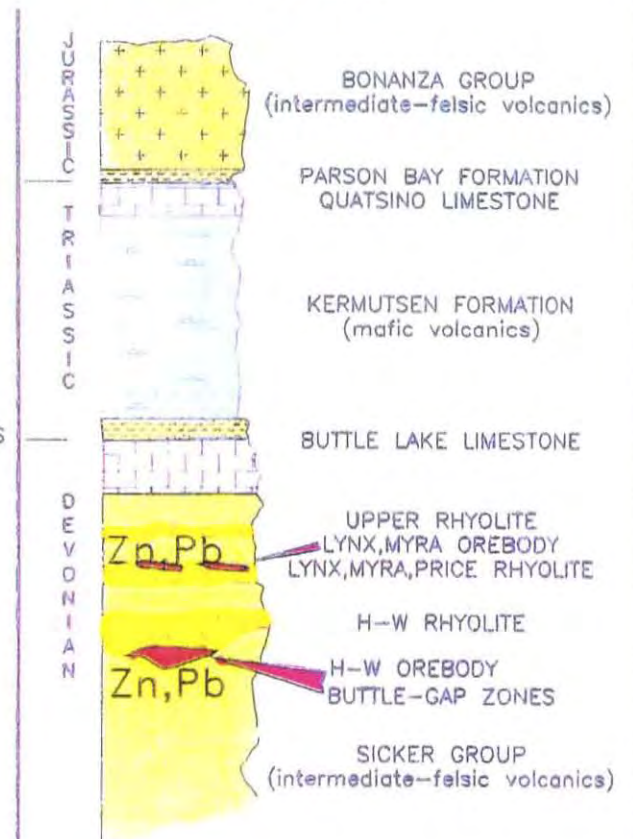 JURASSIC
BONANZA GROUP
(intermediate-felsic volcanics)
PARSON BAY FORMATION
QUATSINO LIMESTONE
TRIASSIC
KERMUTSEN FORMATION
(mafic volcanics)
S
BUTTLE LAKE LIMESTONE
DEVONIAN
UPPER RHYOLITE
Zn,Pb
LYNX,MYRA OREBODY
LYNX,MYRA,PRICE RHYOLITE
H-W RHYOLITE
H-W OREBODY
Zn,Pb
BUTTLE-GAP ZONES
SICKER GROUP
(intermediate-felsic volcanics)